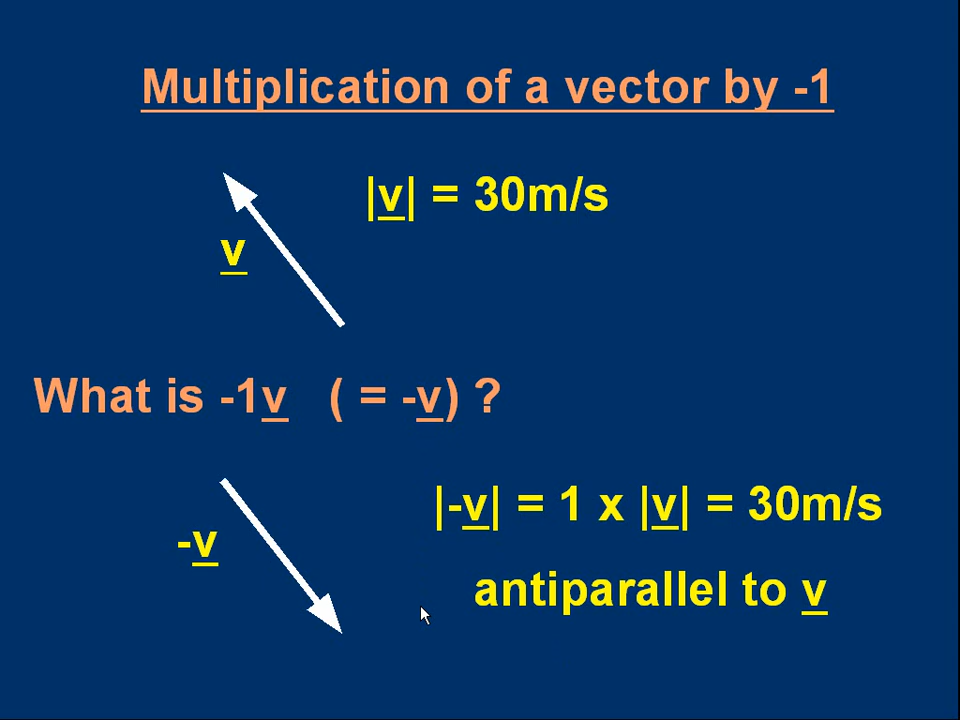 Multiplication of a vector by -1
|v| = 30m/s
v
What is -1v ( = -v) ?
|-v| = 1 x |v| = 30m/s
-v
antiparallel to v